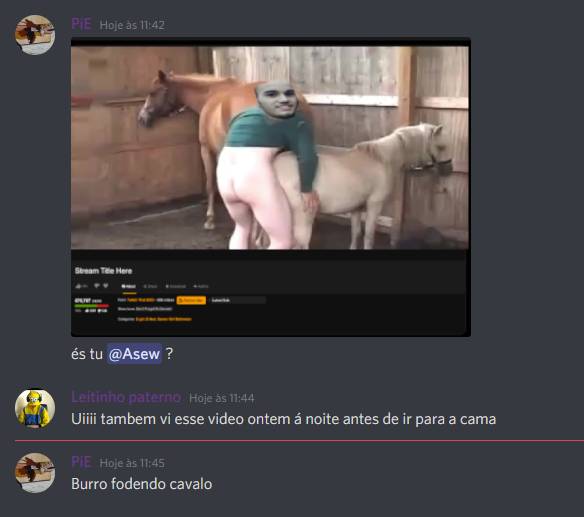 PiE Hoje às 11:42
Stream Title Here
és tu @Asew ?
Leitinho paterno Hoje às 11:44
Uiiii tambem vi esse video ontem á noite antes de ir para a cama
PiE Hoje às 11:45
Burro fodendo cavalo